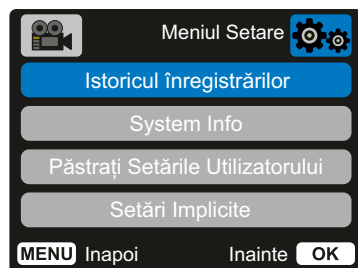 Meniul Setare
Istoricul înregistrărilor
System Info
Păstrați Setările Utilizatorului
Setări Implicite
MENU Inapoi Inainte OK